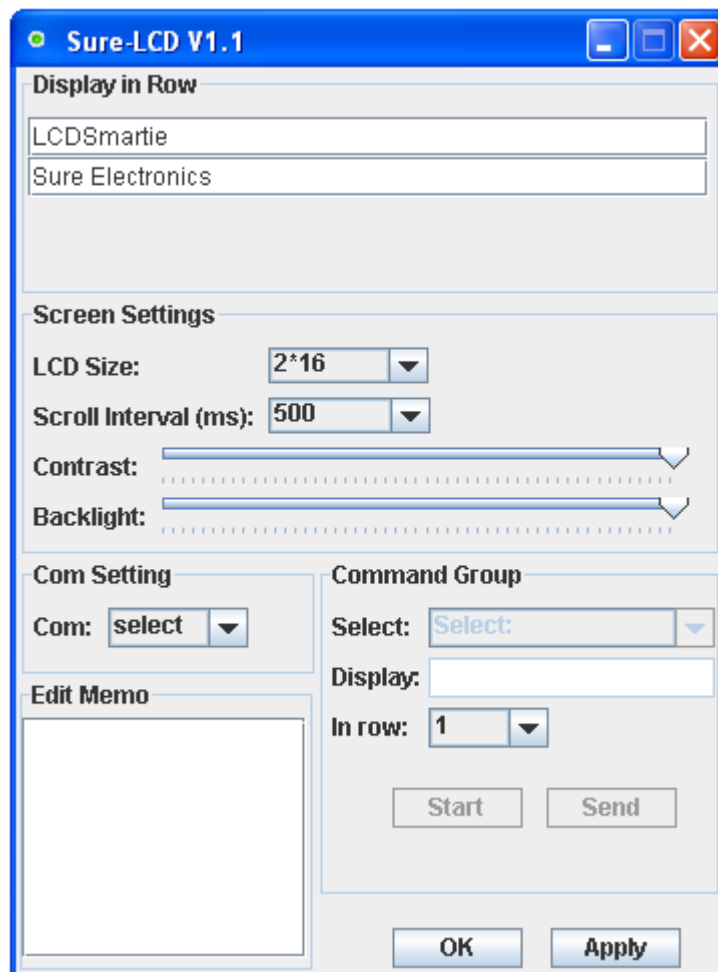 Sure-LCD V1.1
Display in Row
LCDSmartie
Sure Electronics
Screen Settings
LCD Size: 2*16
Scroll Interval (ms): 500
Contrast:
Backlight:
Com Setting
Com: select
Edit Memo
Command Group
Select: Select:
Display:
In row: 1
Start Send
OK Apply